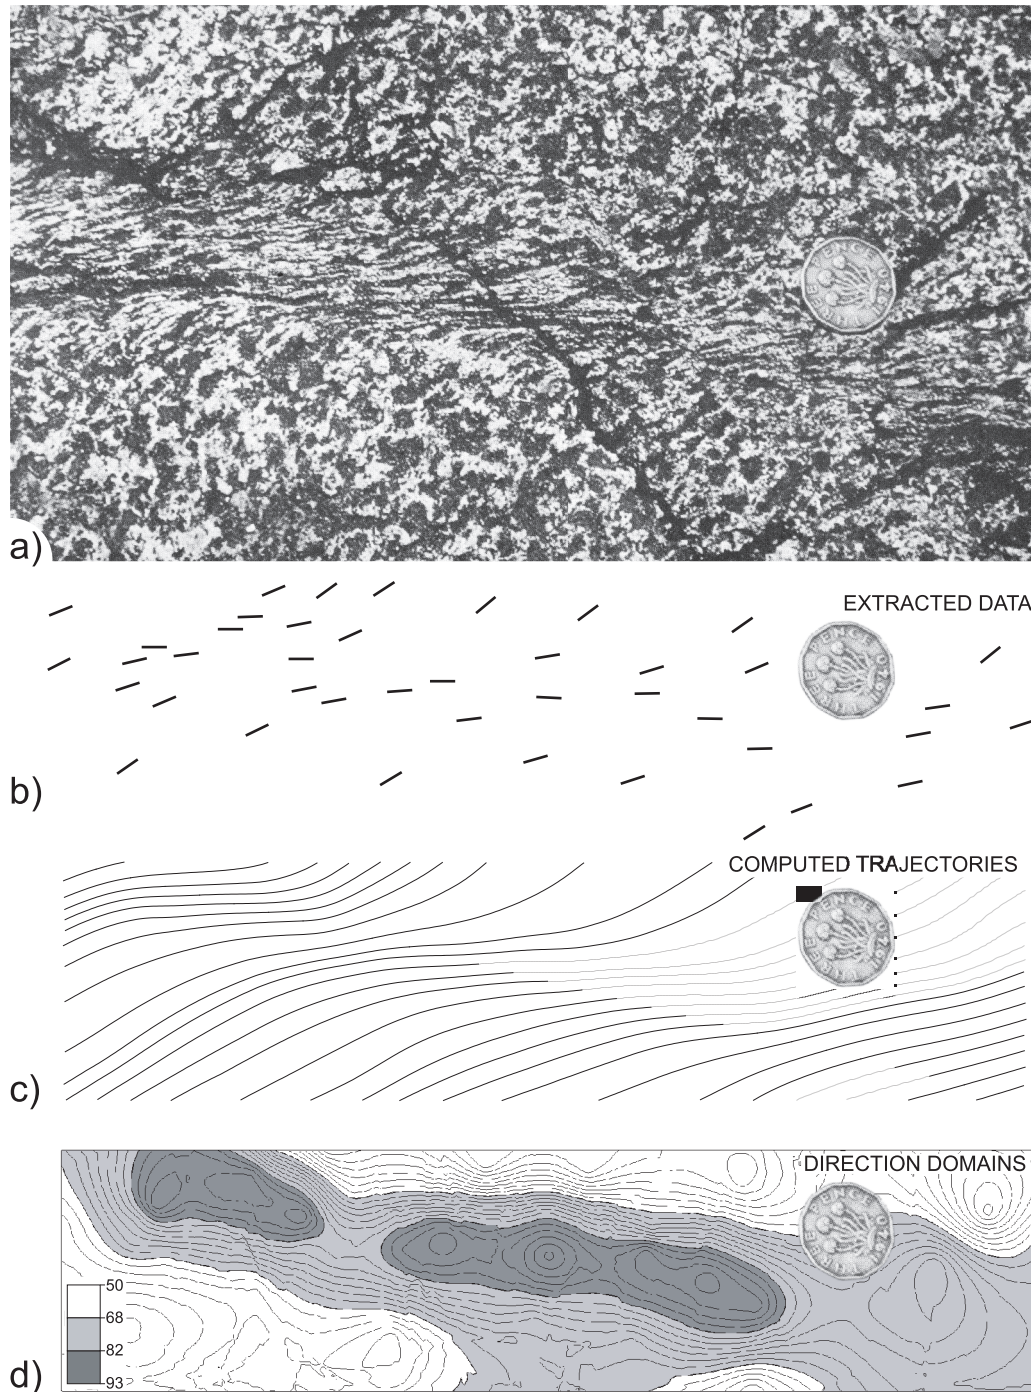 a)
EXTRACTED DATA
b)
COMPUTED TRAJECTORIES
c)
DIRECTION DOMAINS
50
68
82
93
d)